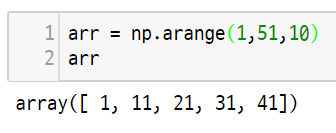 1 arr = np.arange(1,51,10)
2 arr
array([ 1, 11, 21, 31, 41])